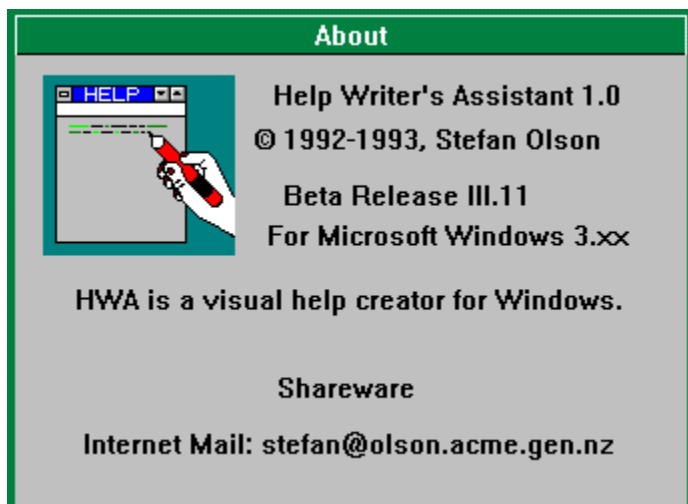 About
HELP
Help Writer's Assistant 1.0
© 1992-1993, Stefan Olson
Beta Release III.11
For Microsoft Windows 3.xx
HWA is a visual help creator for Windows.
Shareware
Internet Mail: stefan@olson.acme.gen.nz